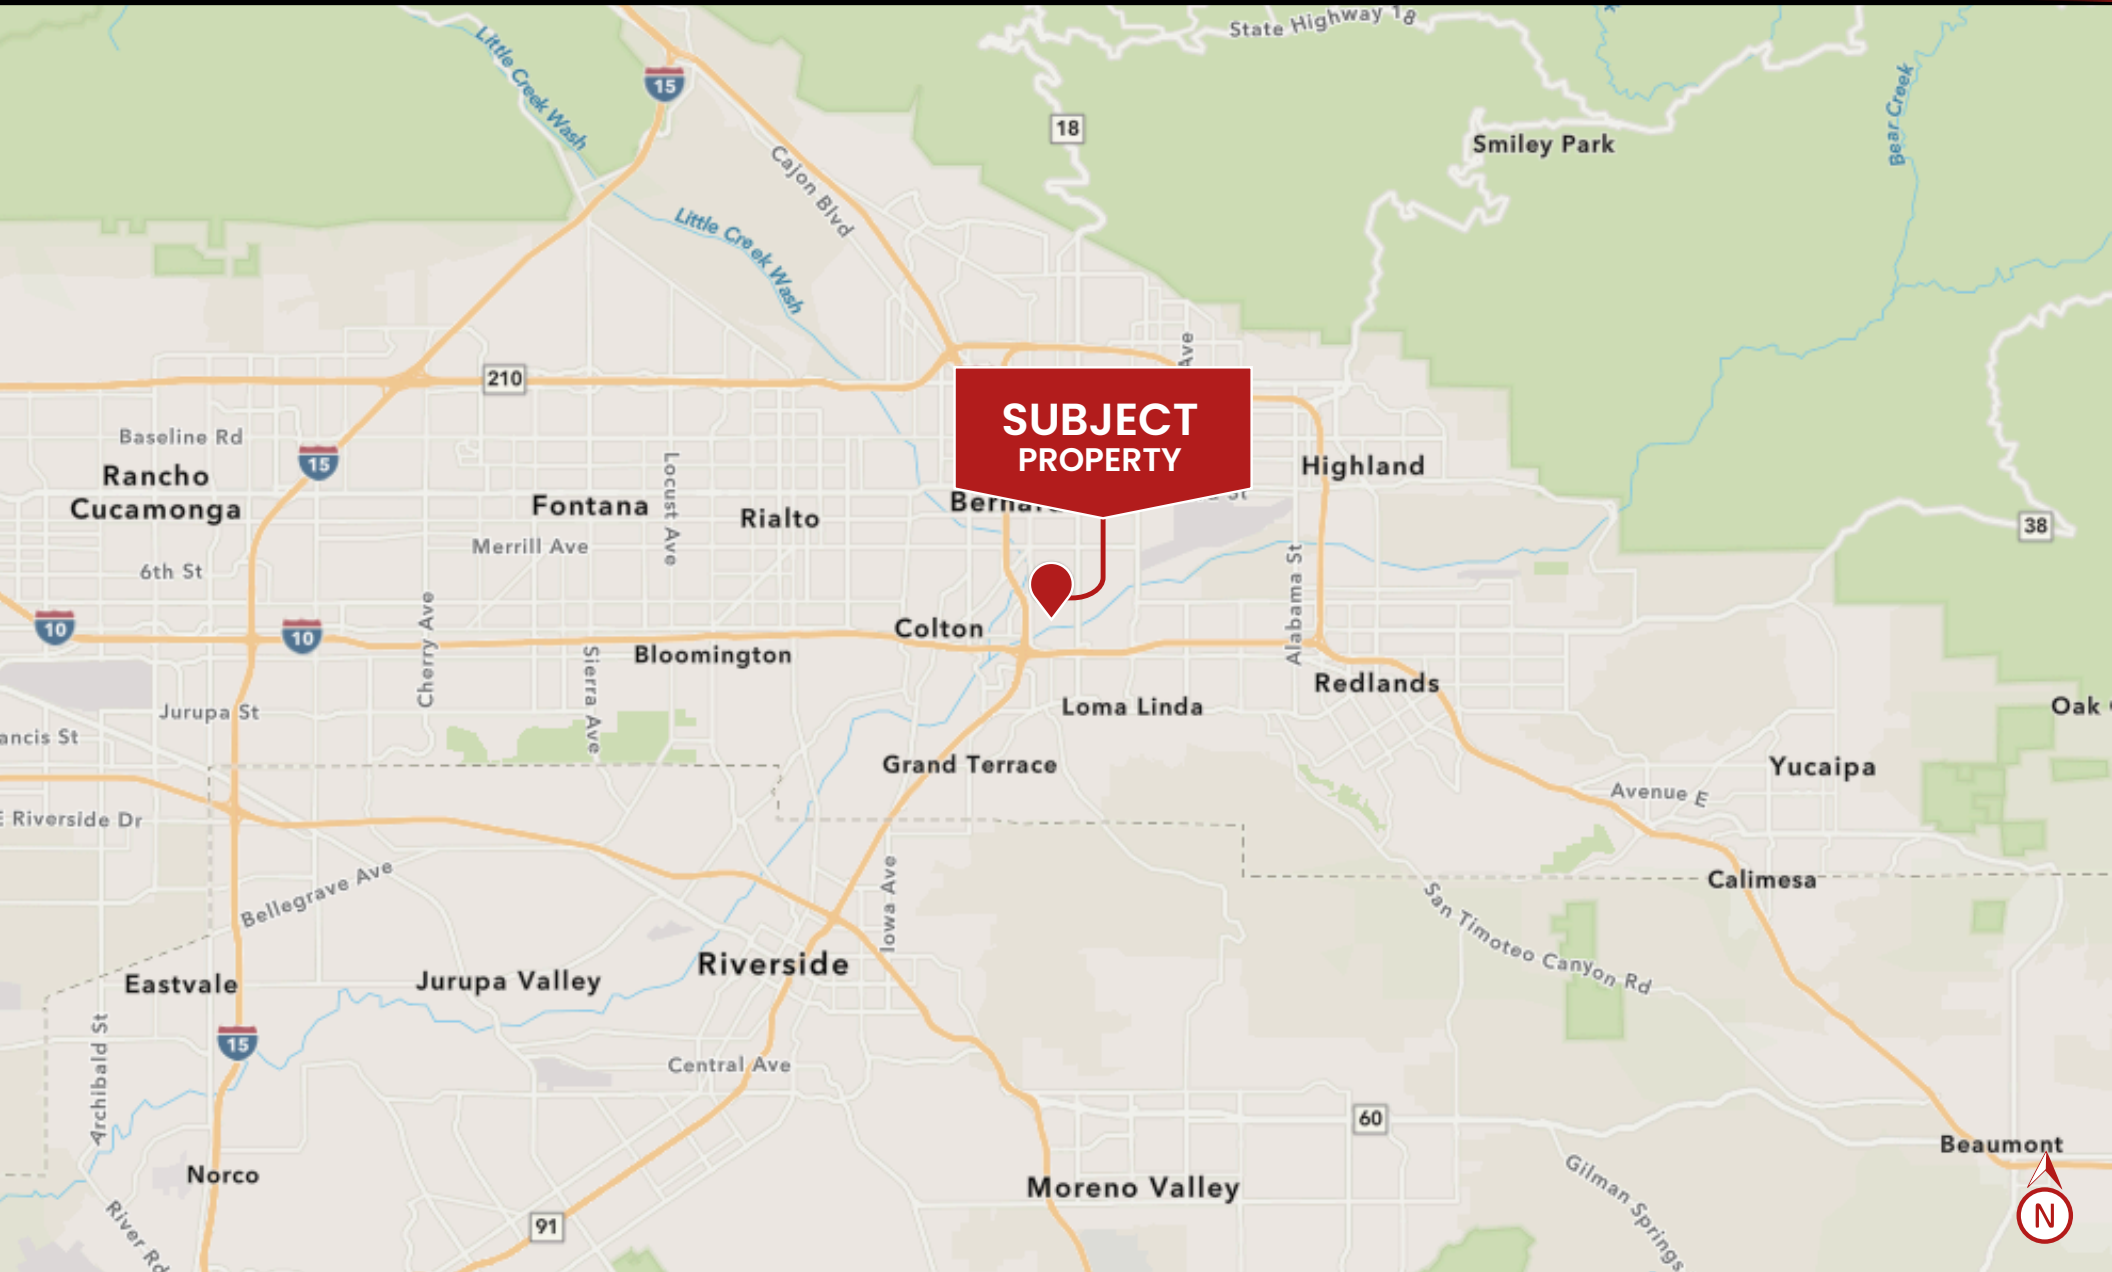 State Highway 18
Little Creek Wash
15
Bear Creek
18
Smiley Park
Cajon Blvd
Little Creek Wash
Ave
210
SUBJECT
PROPERTY
Baseline Rd
15
Highland
Rancho
Cucamonga
Locust Ave
Fontana
Rialto
38
Merrill Ave
6th St
Alabama St
10
10
Cherry Ave
Colton
Bloomington
Sierra Ave
Redlands
Loma Linda
Oak
Jurupa St
St
Grand Terrace
Yucaipa
Avenue E
E Riverside Dr
Iowa Ave
Bellegrave Ave
Calimesa
San Timoteo Canyon Rd
Riverside
Eastvale
Jurupa Valley
Archibald St
15
Central Ave
60
Beaumont
Norco
Moreno Valley
Gilman Springs
N
River Rd
91